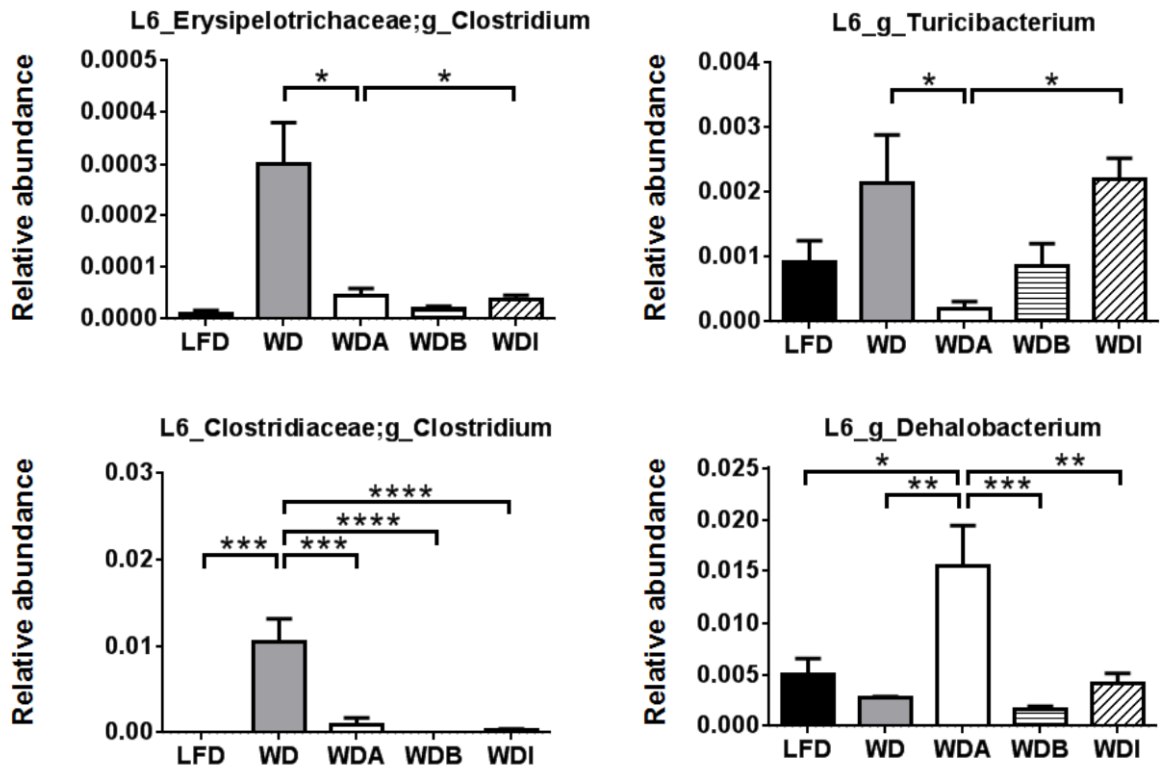 L6_Erysipelotrichaceae;g_Clostridium
Relative abundance
0.0005
0.0004
0.0003
0.0002
0.0001
0.0000
* *
LFD WD WDA WDB WDI
L6_g_Turicibacterium
Relative abundance
0.004
0.003
0.002
0.001
0.000
* *
LFD WD WDA WDB WDI
L6_Clostridiaceae;g_Clostridium
Relative abundance
0.03
0.02
0.01
0.00
****
****
*** ***
LFD WD WDA WDB WDI
L6_g_Dehalobacterium
Relative abundance
0.025
0.020
0.015
0.010
0.005
0.000
* **
** ***
LFD WD WDA WDB WDI